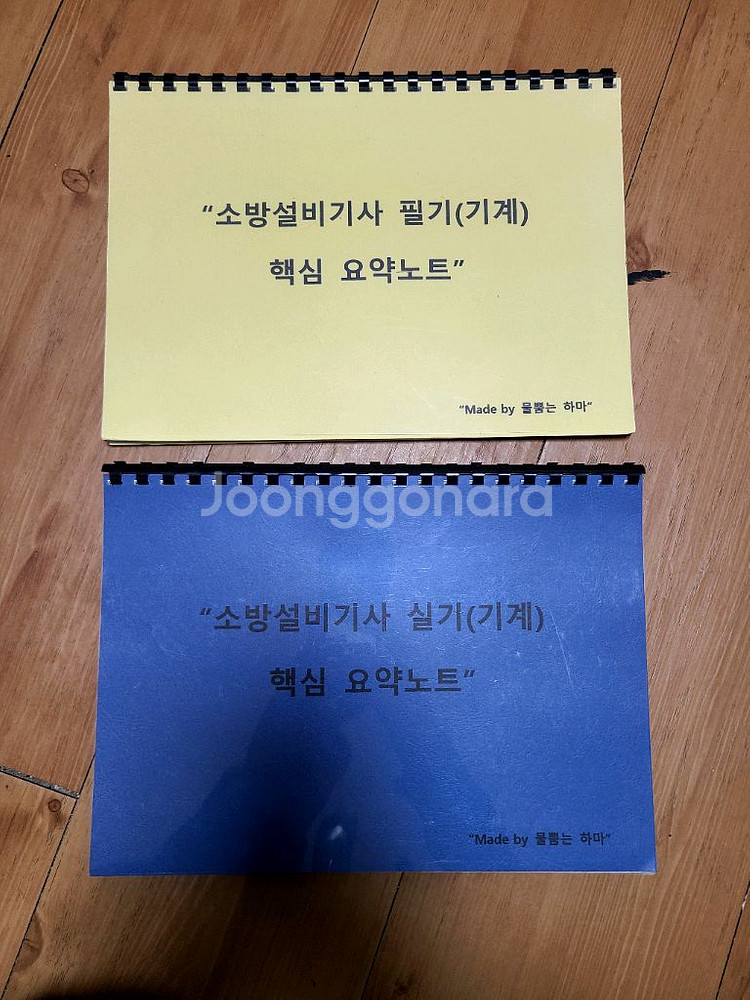 “소방설비기사 필기(기계)
핵심 요약노트”
“Made by 물뿜는 하마”
Joonggonara
“소방설비기사 실기(기계)
핵심 요약노트”
“Made by 물뿜는 하마”